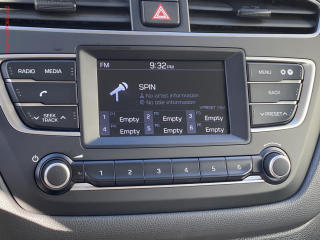 FM 9:32 PM
RADIO MEDIA
MENU
SPIN
No artist information
No title information
BACK
PRESET
1 Empty 2 Empty 3 Empty
4 Empty 5 Empty 6 Empty
SEEK
TRACK
PRESET
1 2 3 4 5 6